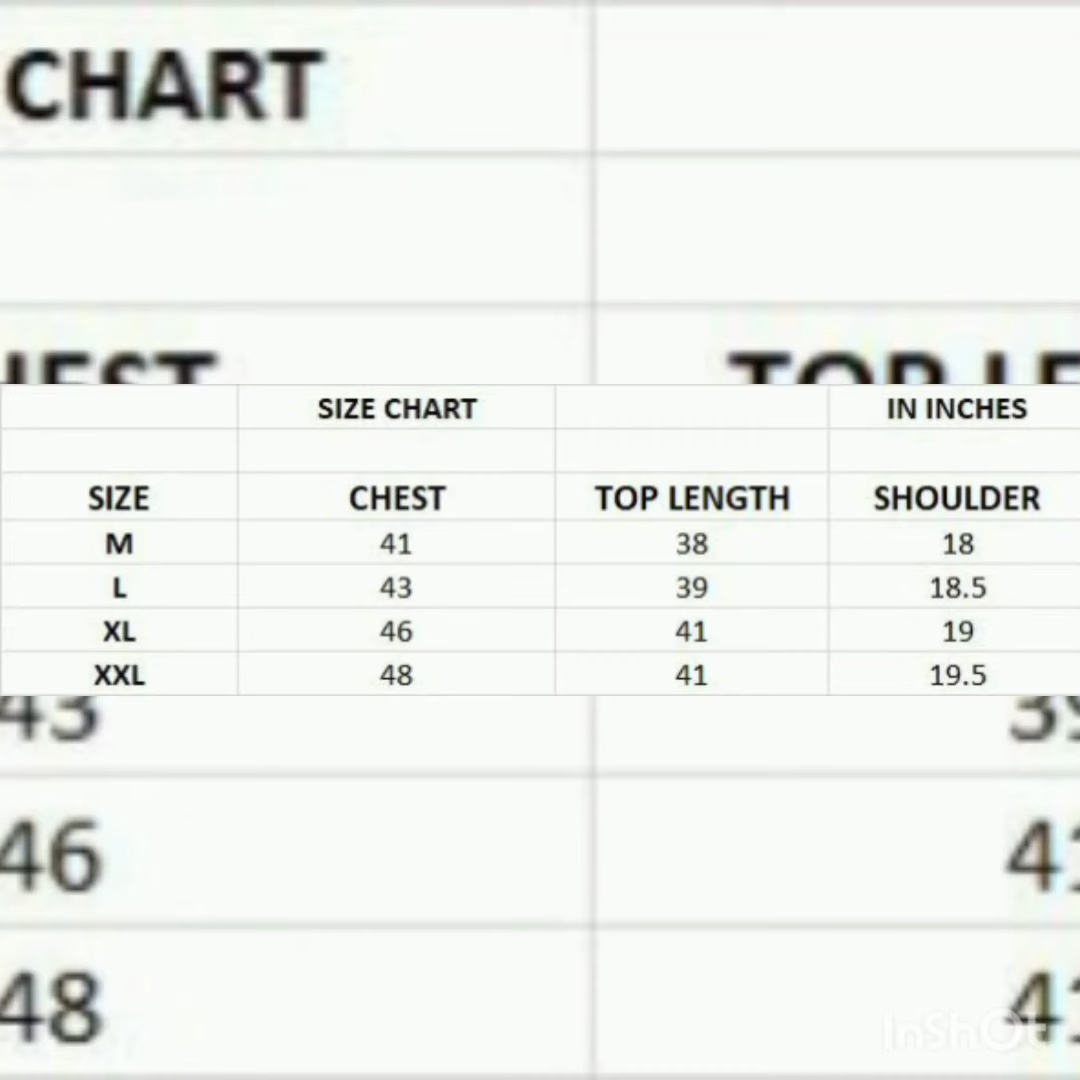 CHART
SIZE CHART IN INCHES
SIZE CHEST TOP LENGTH SHOULDER
M 41 38 18
L 43 39 18.5
XL 46 41 19
XXL 48 41 19.5
43
46
48
InShOt